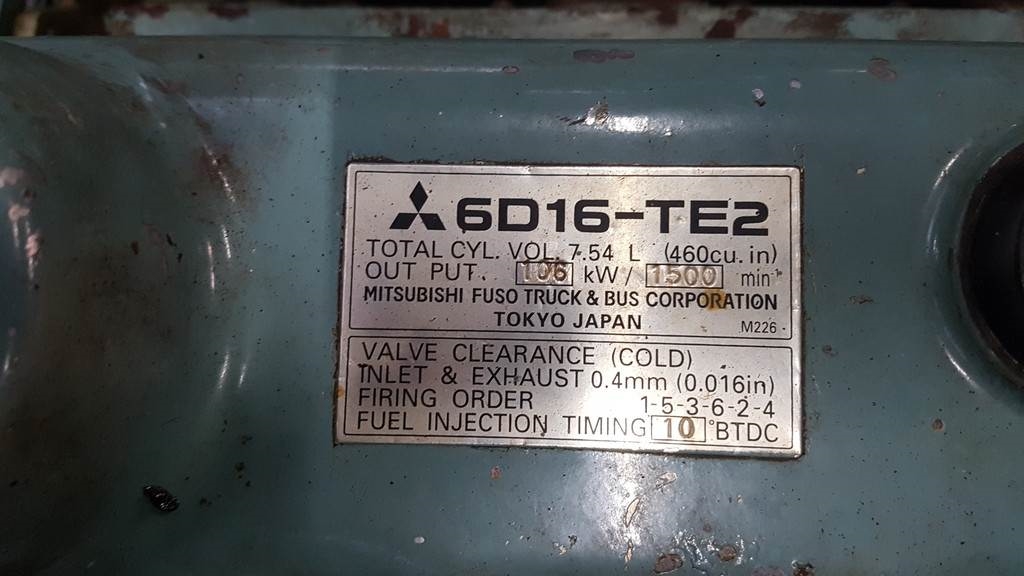 6D16-TE2
TOTAL CYL. VOL 7.54 L (460cu. in)
OUT PUT. 106 kW/ 1500 min⁻
MITSUBISHI FUSO TRUCK & BUS CORPORATION
TOKYO JAPAN M226
VALVE CLEARANCE (COLD)
INLET & EXHAUST 0.4mm (0.016in)
FIRING ORDER 1-5-3-6-2-4
FUEL INJECTION TIMING 10 °BTDC